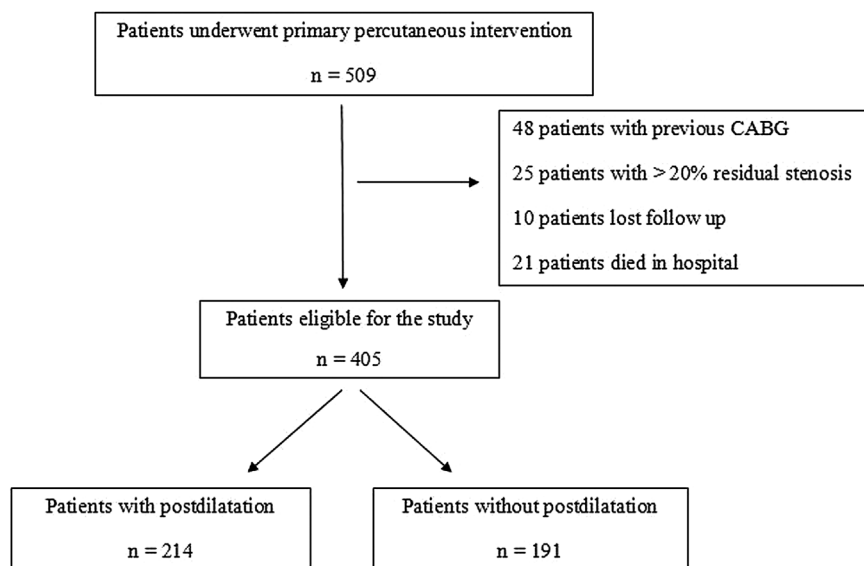 Patients underwent primary percutaneous intervention
n = 509
48 patients with previous CABG
25 patients with > 20% residual stenosis
10 patients lost follow up
21 patients died in hospital
Patients eligible for the study
n = 405
Patients with postdilatation
n = 214
Patients without postdilatation
n = 191